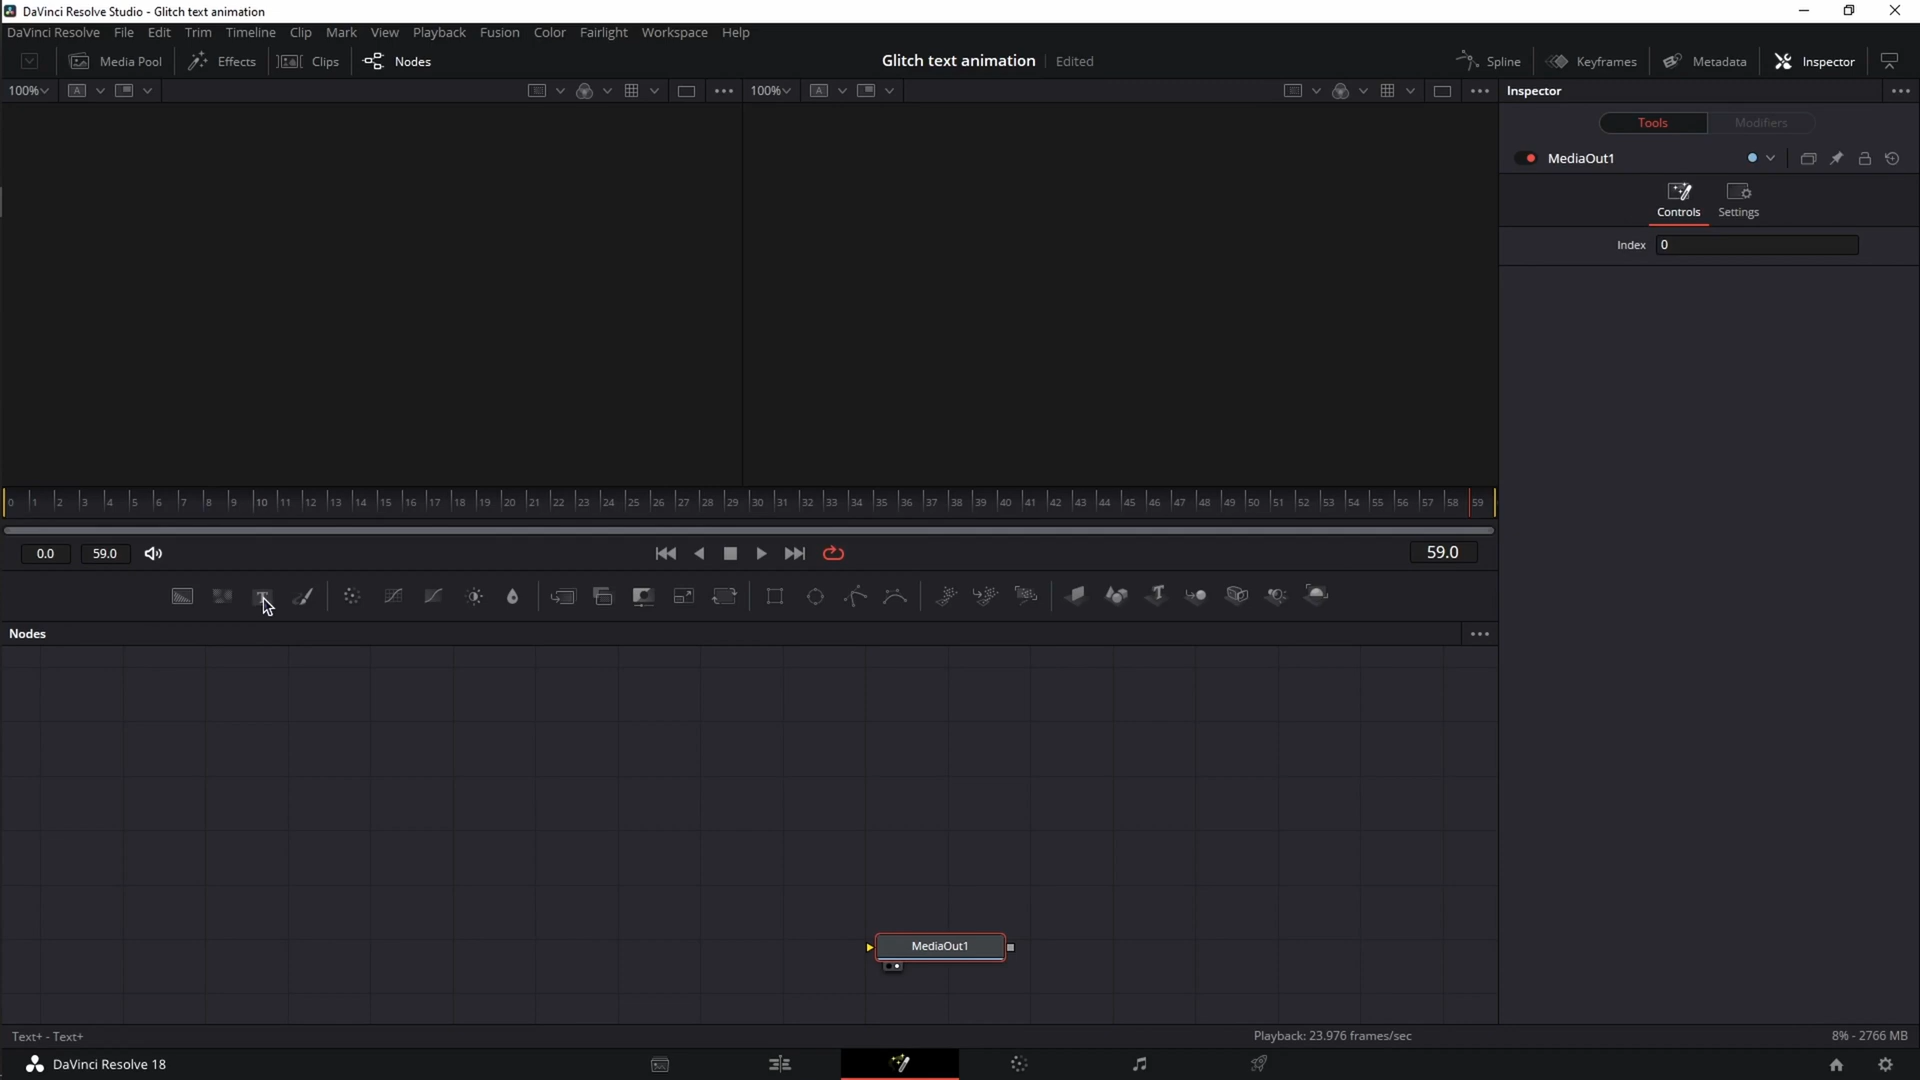 DaVinci Resolve Studio - Glitch text animation
DaVinci Resolve File Edit Trim Timeline Clip Mark View Playback Fusion Color Fairlight Workspace Help
Media Pool Effects Clips Nodes Glitch text animation Edited Spline Keyframes Metadata Inspector
100% A 100% A Inspector
Tools Modifiers
MediaOut1
Controls Settings
Index 0
0 1 2 3 4 5 6 7 8 9 10 11 12 13 14 15 16 17 18 19 20 21 22 23 24 25 26 27 28 29 30 31 32 33 34 35 36 37 38 39 40 41 42 43 44 45 46 47 48 49 50 51 52 53 54 55 56 57 58 59
0.0 59.0 59.0
T T
Nodes
MediaOut1
Text+ - Text+ Playback: 23.976 frames/sec 8% - 2766 MB
DaVinci Resolve 18